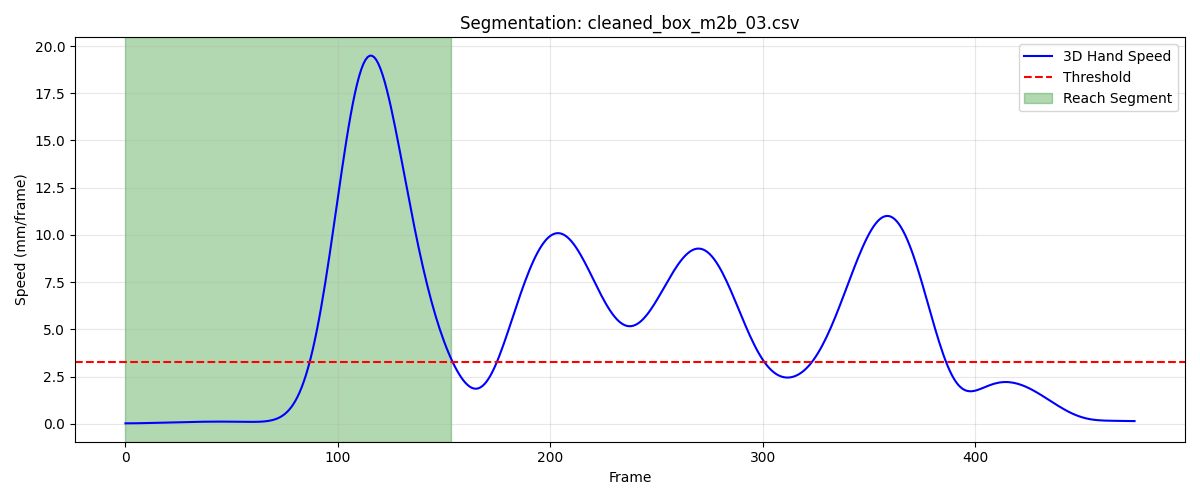 Segmentation: cleaned_box_m2b_03.csv
20.0
17.5
15.0
12.5
10.0
7.5
5.0
2.5
0.0
Speed (mm/frame)
3D Hand Speed
Threshold
Reach Segment
0 100 200 300 400
Frame